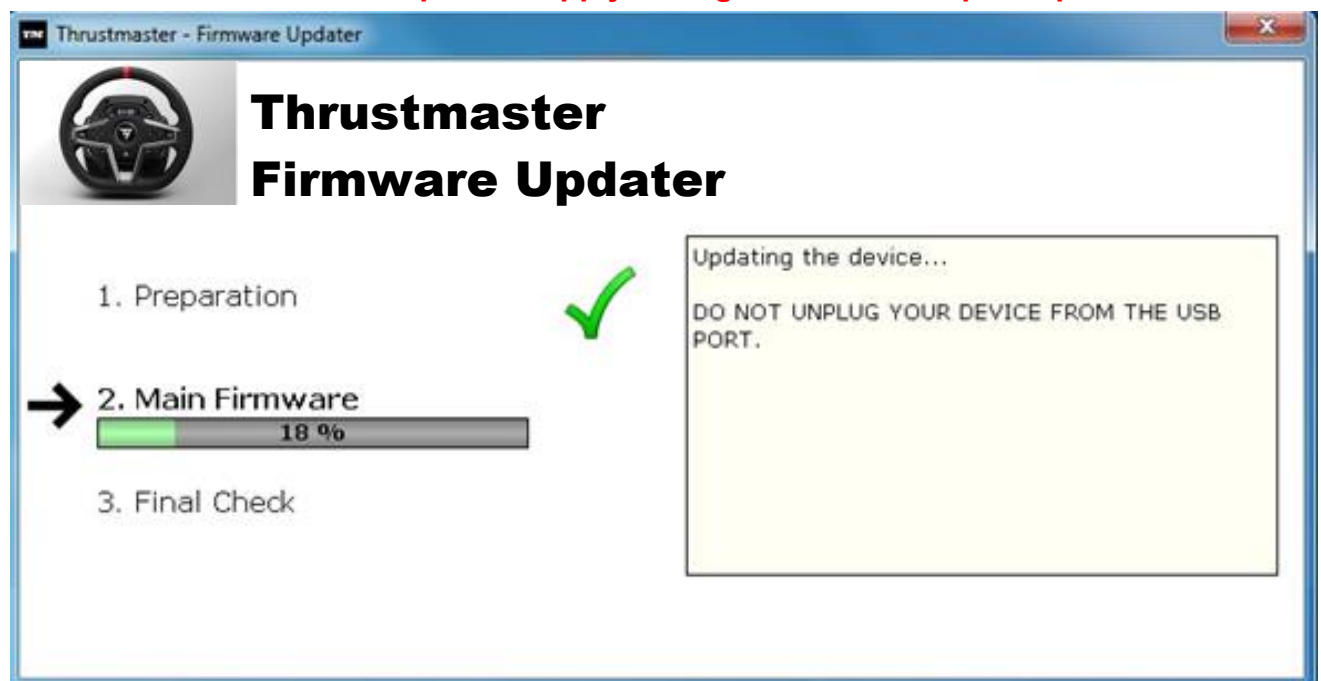 Thrustmaster - Firmware Updater
Thrustmaster
Firmware Updater
1. Preparation
2. Main Firmware
18 %
3. Final Check
Updating the device...
DO NOT UNPLUG YOUR DEVICE FROM THE USB
PORT.